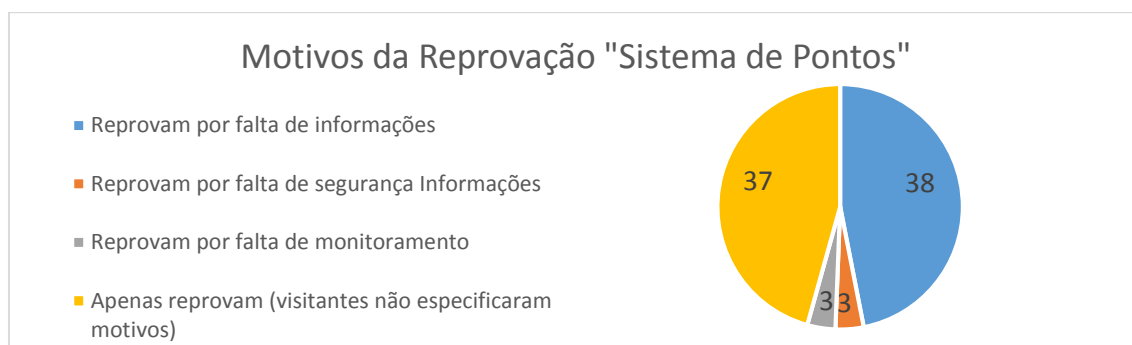 Motivos da Reprovação "Sistema de Pontos"
Reprovam por falta de informações
Reprovam por falta de segurança Informações
Reprovam por falta de monitoramento
Apenas reprovam (visitantes não especificaram
motivos)
37
38
3
3